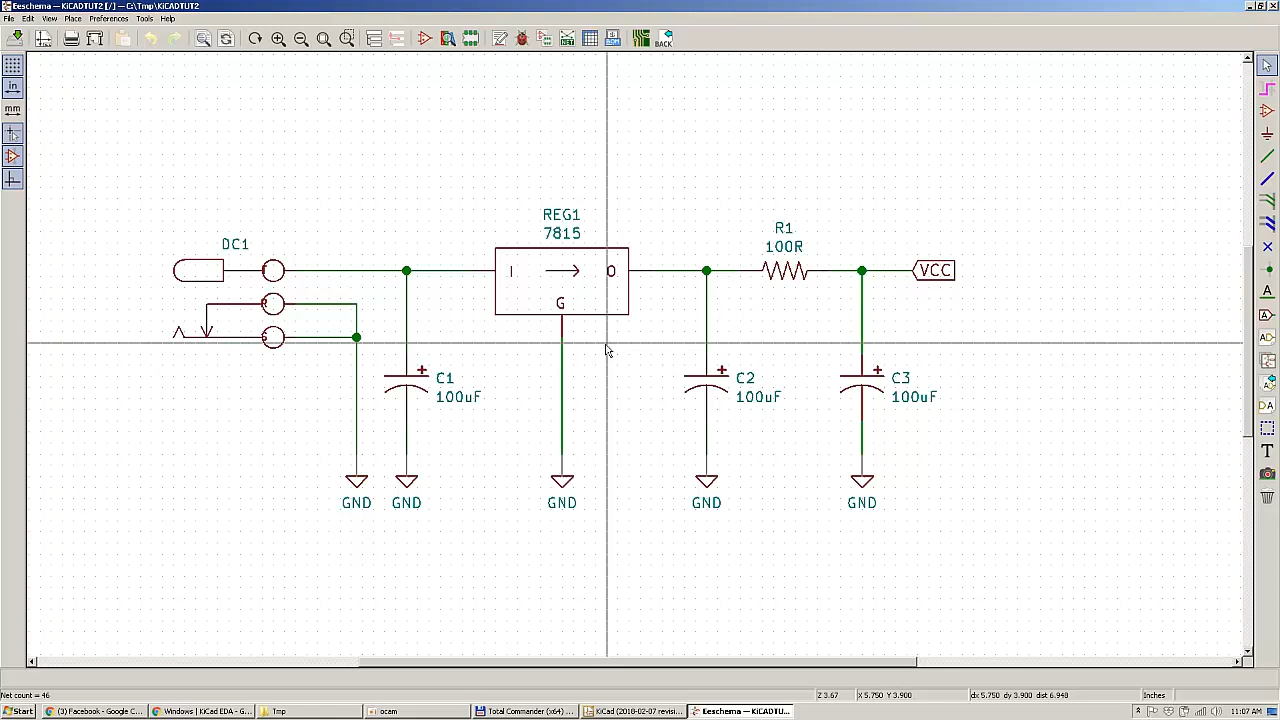 Eeschema — KiCADTUT2 [/] — C:\Tmp\KiCADTUT2
File Edit View Place Preferences Tools Help
BACK
in
mm
REG1
7815
R1
100R
DC1
I O
G
VCC
C1
100uF
C2
100uF
C3
100uF
GND GND GND GND GND
Net count = 46 Z 3.67 X 5.750 Y 3.900 dx 5.750 dy 3.900 dist 6.948 Inches
Start (3) Facebook - Google C... Windows | KiCad EDA - G... Tmp ocam Total Commander (x64) ... KiCad (2018-02-07 revisi... Eeschema — KiCADTU... 11:07 AM